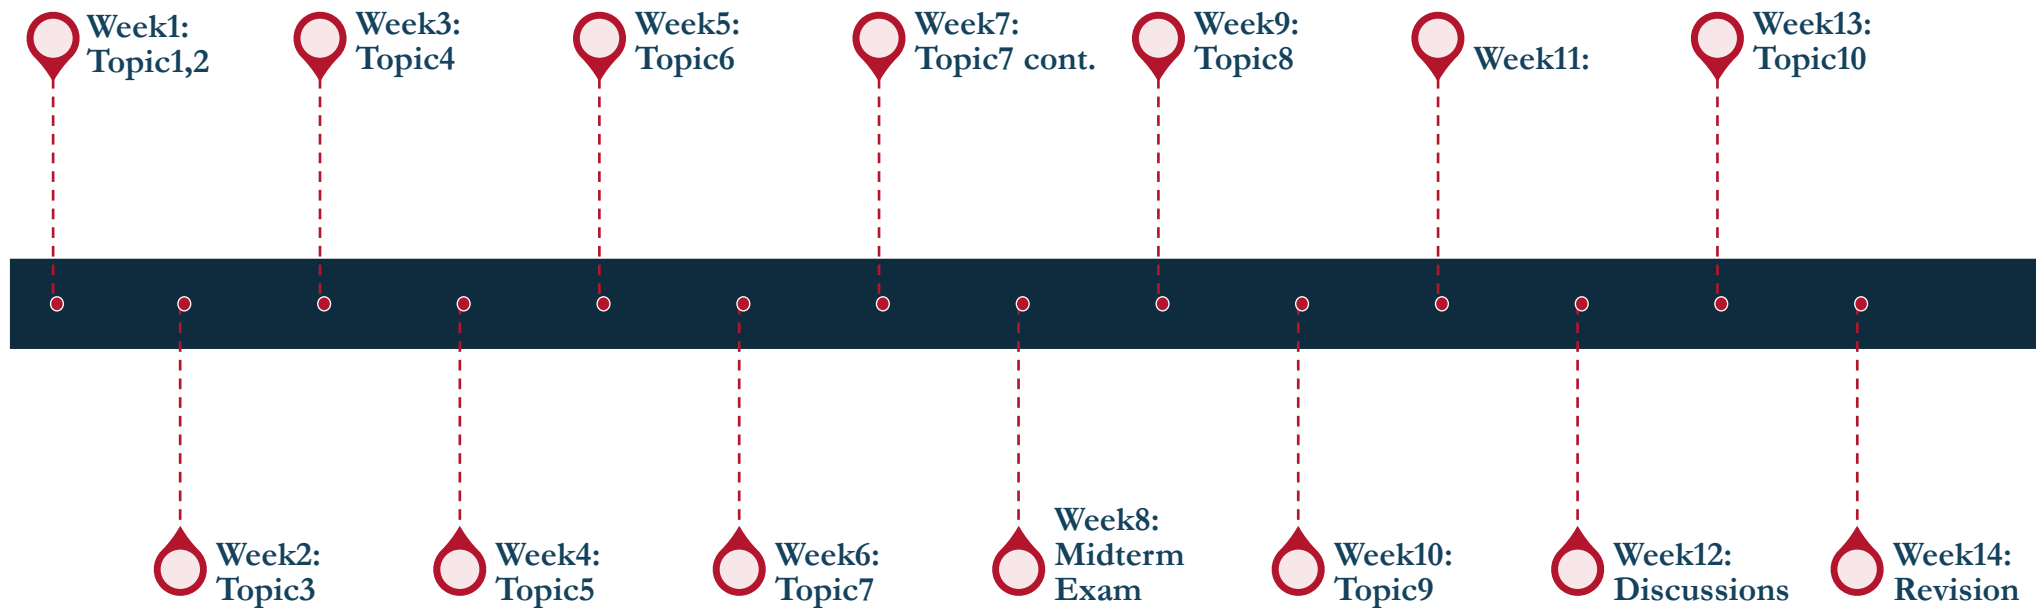 Week1:
Topic1,2
Week2:
Topic3
Week3:
Topic4
Week4:
Topic5
Week5:
Topic6
Week6:
Topic7
Week7:
Topic7 cont.
Week8:
Midterm
Exam
Week9:
Topic8
Week10:
Topic9
Week11:
Week12:
Discussions
Week13:
Topic10
Week14:
Revision